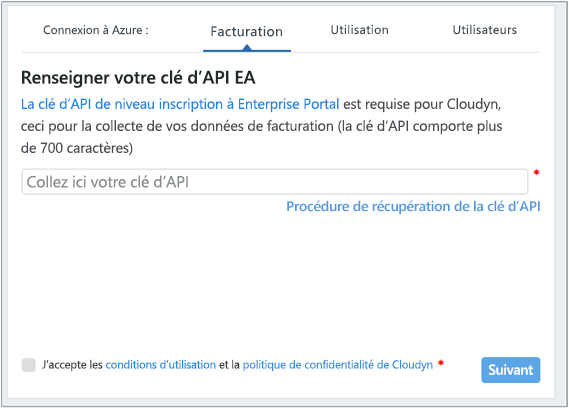 Connexion à Azure : Facturation Utilisation Utilisateurs
Renseigner votre clé d'API EA
La clé d'API de niveau inscription à Enterprise Portal est requise pour Cloudyn,
ceci pour la collecte de vos données de facturation (la clé d'API comporte plus
de 700 caractères)
Collez ici votre clé d'API *
Procédure de récupération de la clé d'API
J'accepte les conditions d'utilisation et la politique de confidentialité de Cloudyn * Suivant